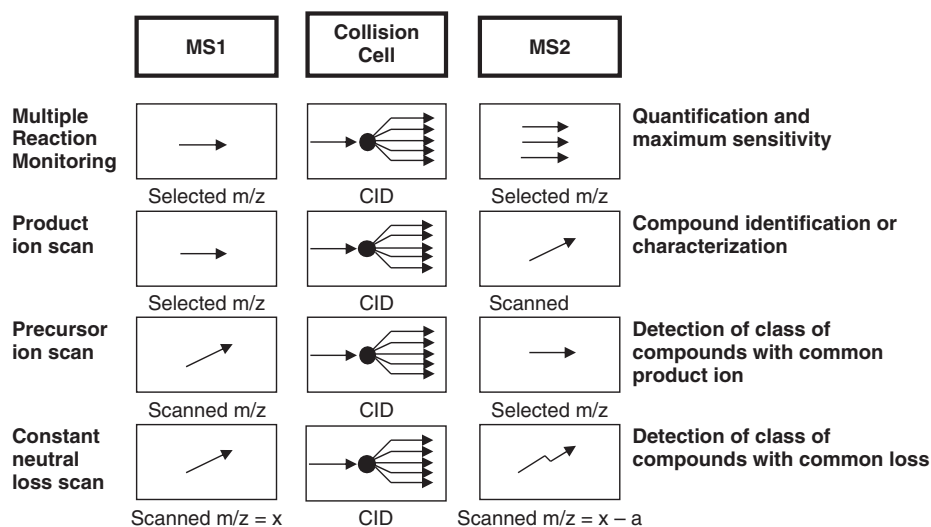 MS1
Collision
Cell
MS2
Multiple
Reaction
Monitoring
Quantification and
maximum sensitivity
Selected m/z
CID
Selected m/z
Product
ion scan
Compound identification or
characterization
Selected m/z
CID
Scanned
Precursor
ion scan
Detection of class of
compounds with common
product ion
Scanned m/z
CID
Selected m/z
Constant
neutral
loss scan
Detection of class of
compounds with common loss
Scanned m/z = x
CID
Scanned m/z = x – a